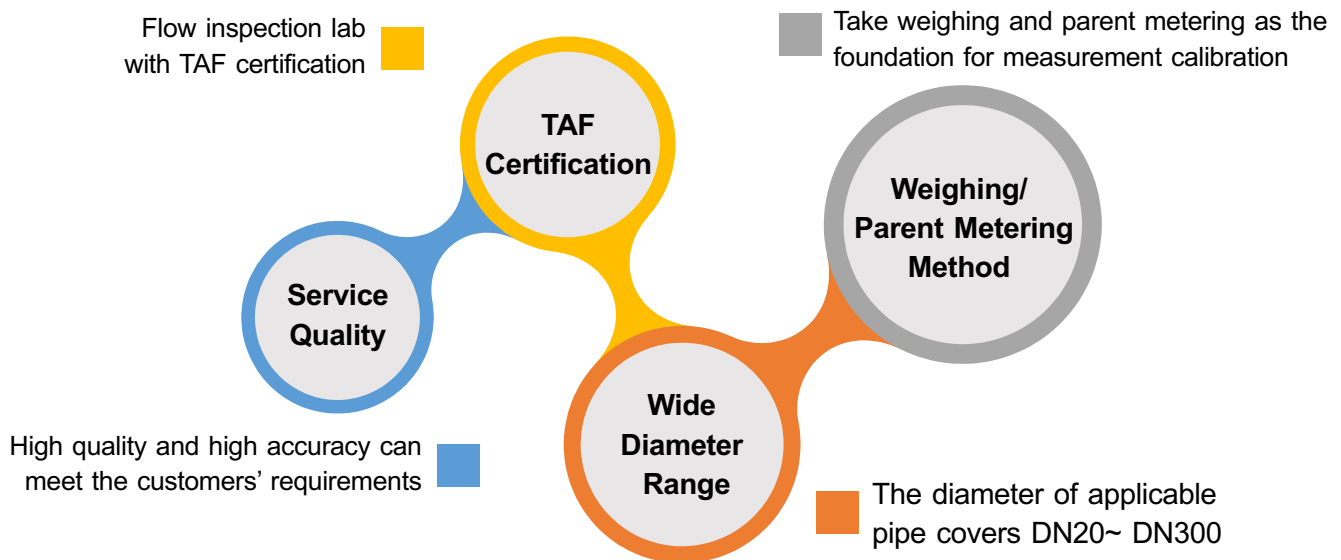 Flow inspection lab
with TAF certification
Take weighing and parent metering as the
foundation for measurement calibration
TAF
Certification
Weighing/
Parent Metering
Method
Service
Quality
Wide
Diameter
Range
High quality and high accuracy can
meet the customers’ requirements
The diameter of applicable
pipe covers DN20~ DN300